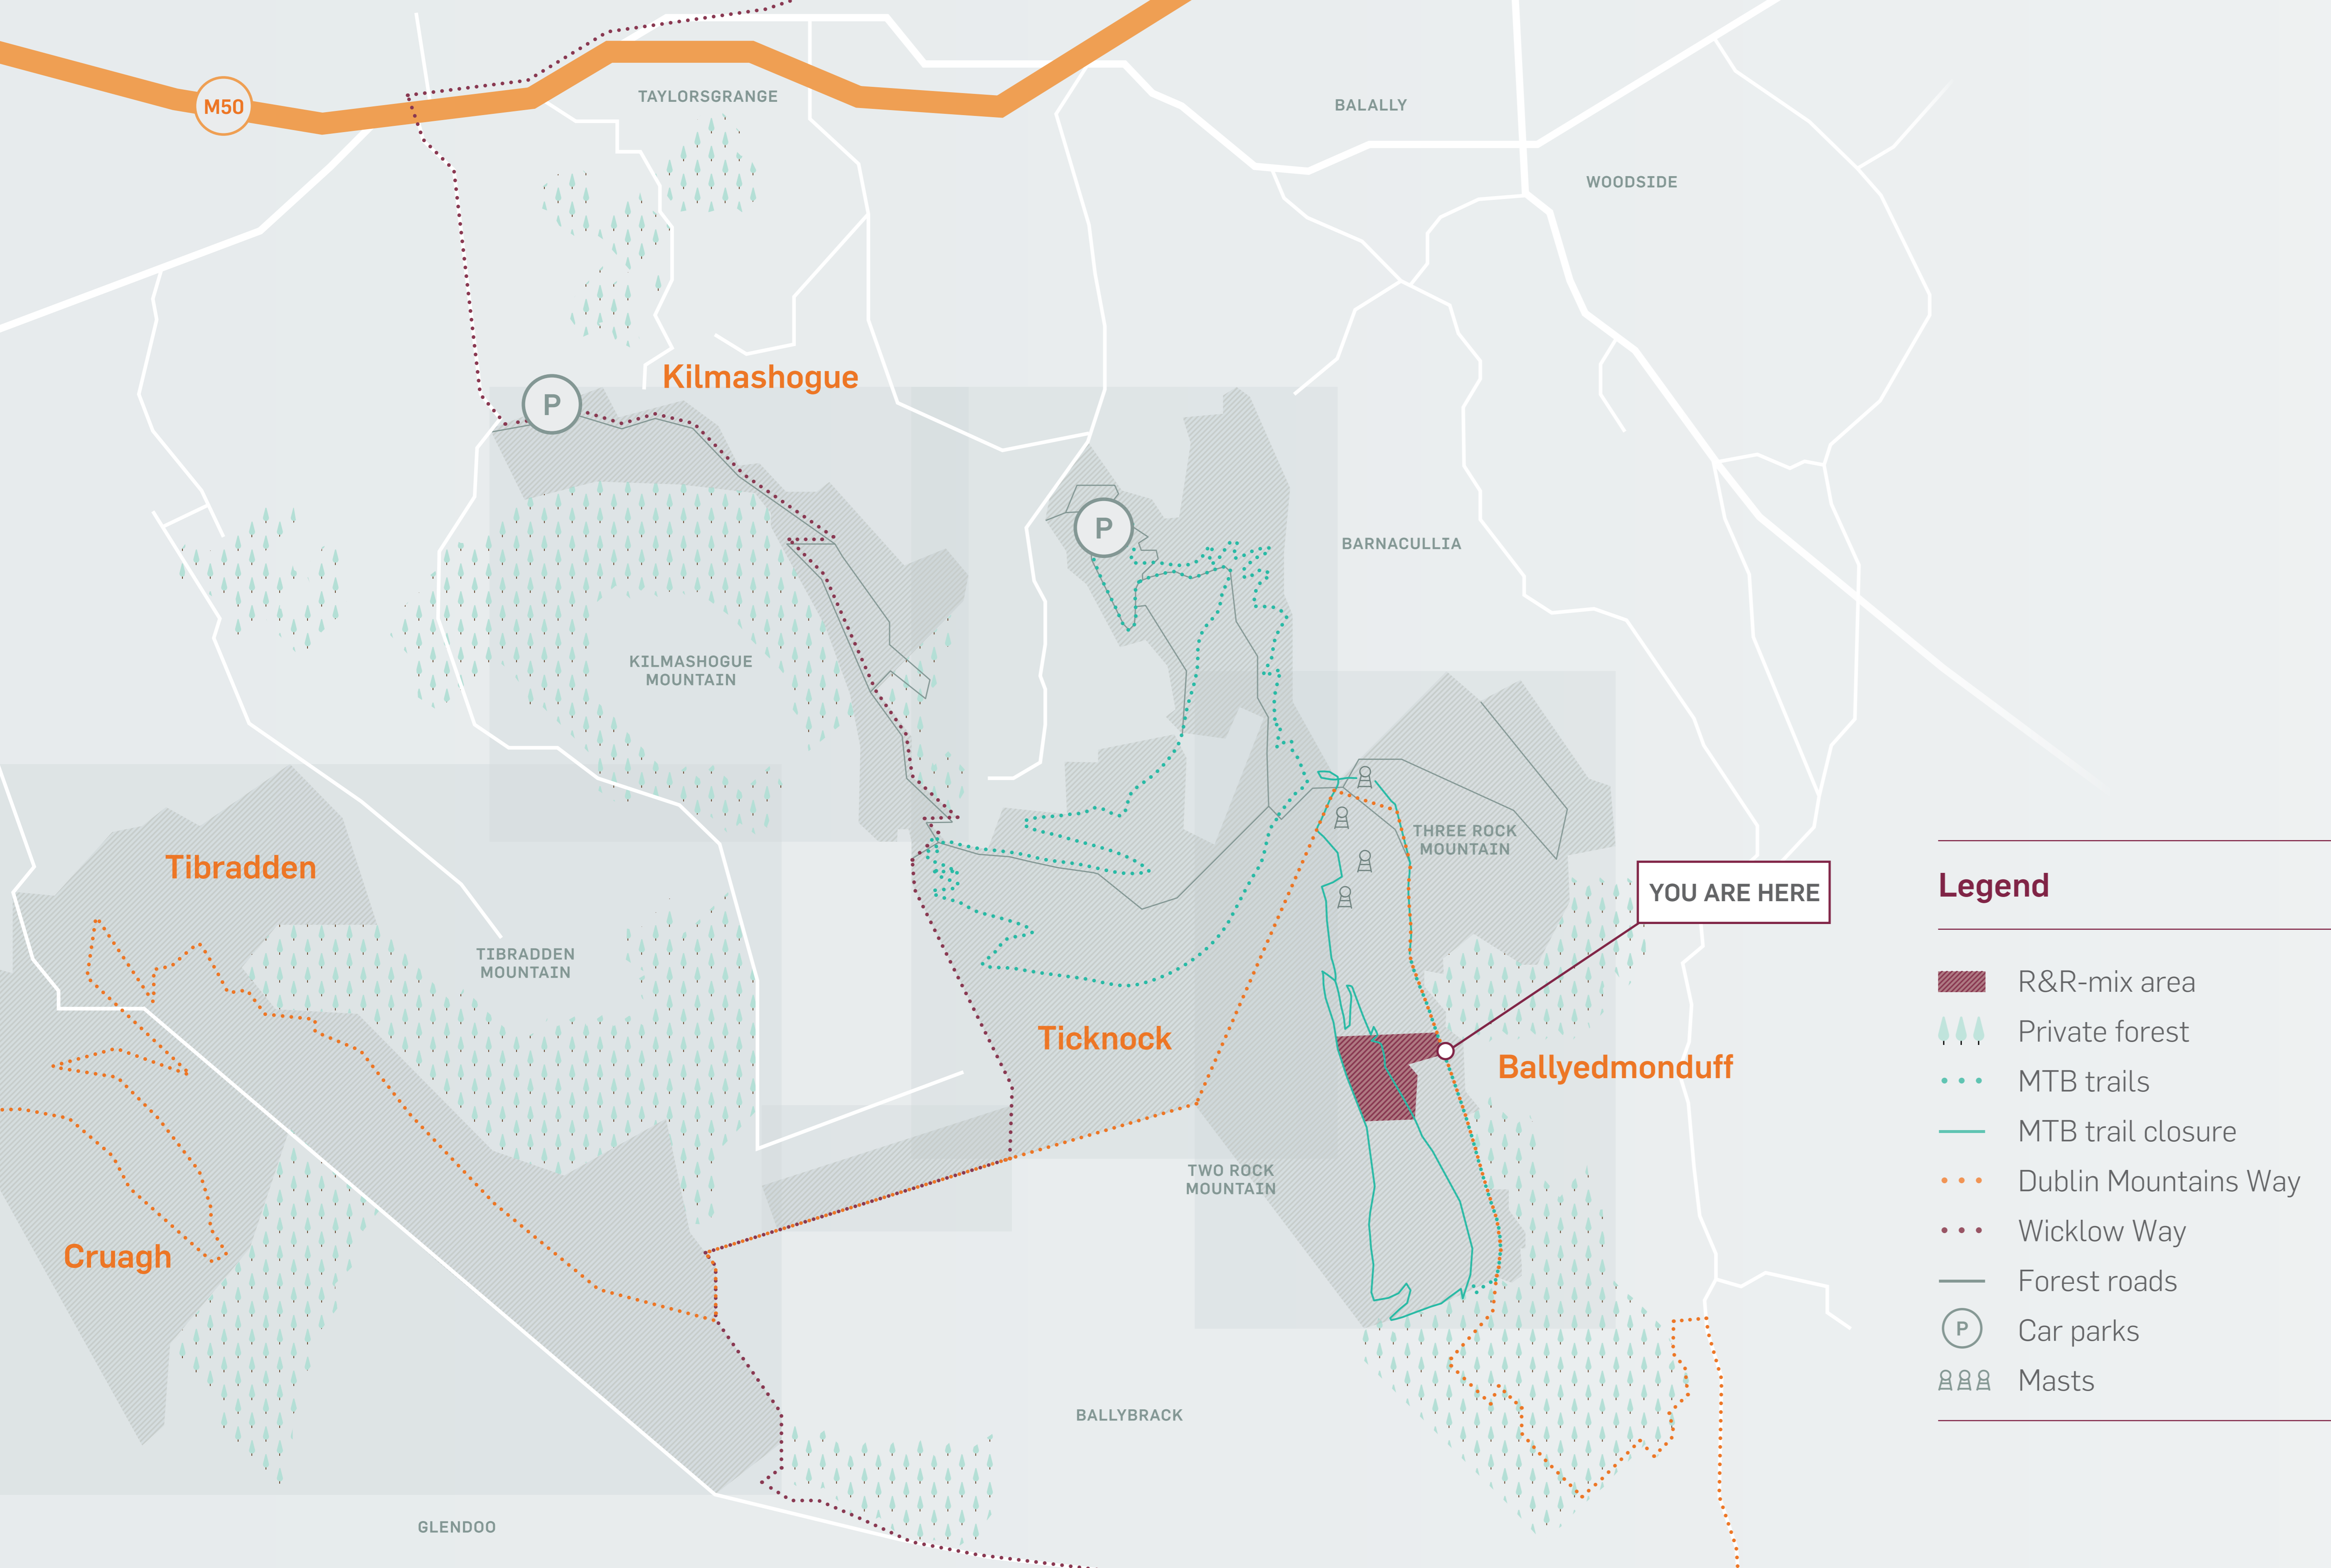 TAYLORSGRANGE
M50
BALALLY
WOODSIDE
Kilmashogue
P
P
BARNACULLIA
KILMASHOGUE
MOUNTAIN
THREE ROCK
MOUNTAIN
Tibradden
YOU ARE HERE
TIBRADDEN
MOUNTAIN
Ticknock
Ballyedmonduff
TWO ROCK
MOUNTAIN
Cruagh
BALLYBRACK
GLENDOO
Legend
R&R-mix area
Private forest
MTB trails
MTB trail closure
Dublin Mountains Way
Wicklow Way
Forest roads
P Car parks
Masts